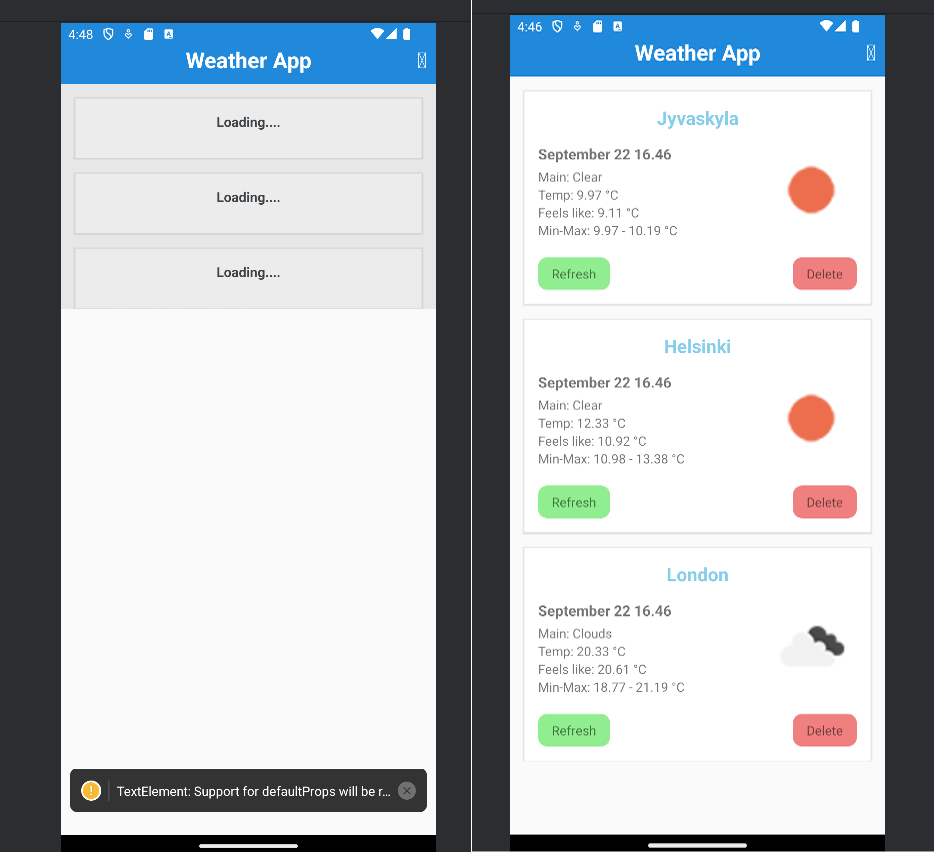 4:48
Weather App
Loading....
Loading....
Loading....
TextElement: Support for defaultProps will be r...
4:46
Weather App
Jyvaskyla
September 22 16.46
Main: Clear
Temp: 9.97 °C
Feels like: 9.11 °C
Min-Max: 9.97 - 10.19 °C
Refresh Delete
Helsinki
September 22 16.46
Main: Clear
Temp: 12.33 °C
Feels like: 10.92 °C
Min-Max: 10.98 - 13.38 °C
Refresh Delete
London
September 22 16.46
Main: Clouds
Temp: 20.33 °C
Feels like: 20.61 °C
Min-Max: 18.77 - 21.19 °C
Refresh Delete